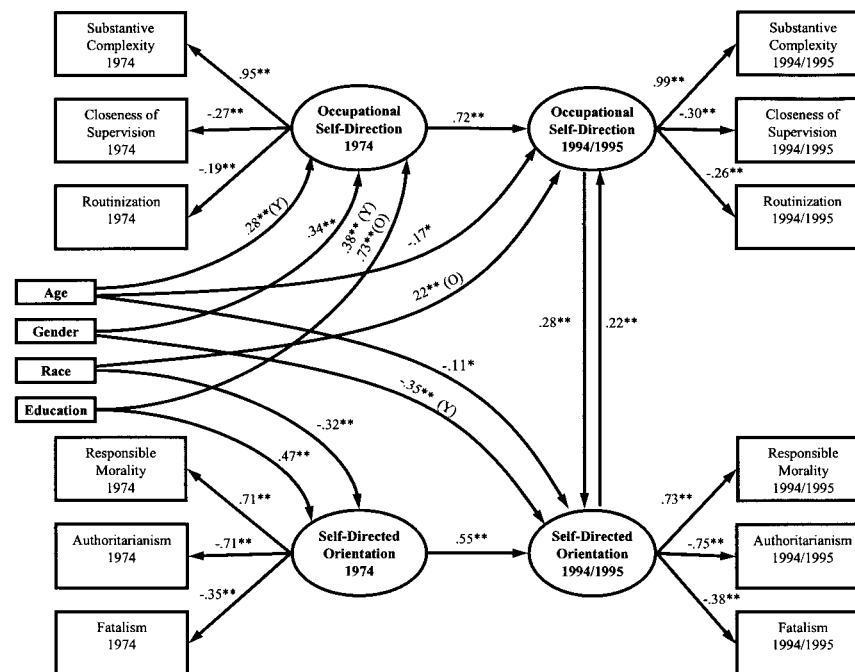 Substantive
Complexity
1974
Closeness of
Supervision
1974
Routinization
1974
.95**
-.27**
-.19**
Occupational
Self-Direction
1974
.72**
Occupational
Self-Direction
1994/1995
.99**
-.30**
-.26**
Substantive
Complexity
1994/1995
Closeness of
Supervision
1994/1995
Routinization
1994/1995
.28**(Y)
.34**
.38** (Y)
.73**(O)
-.17*
.22** (O)
Age
Gender
Race
Education
-.11*
-.35** (Y)
-.32**
.47**
.28**
.22**
Responsible
Morality
1974
Authoritarianism
1974
Fatalism
1974
.71**
-.71**
-.35**
Self-Directed
Orientation
1974
.55**
Self-Directed
Orientation
1994/1995
.73**
-.75**
-.38**
Responsible
Morality
1994/1995
Authoritarianism
1994/1995
Fatalism
1994/1995